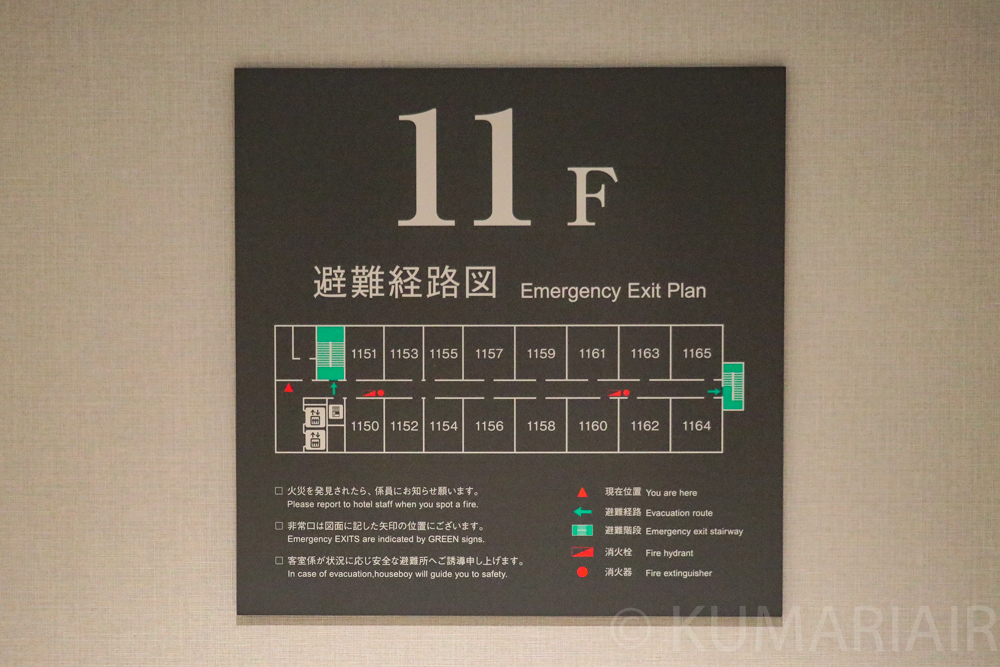 11 F
避難経路図 Emergency Exit Plan
1151 1153 1155 1157 1159 1161 1163 1165
1150 1152 1154 1156 1158 1160 1162 1164
□ 火災を発見されたら、係員にお知らせ願います。
Please report to hotel staff when you spot a fire.
□ 非常口は図面に記した矢印の位置にございます。
Emergency EXITS are indicated by GREEN signs.
□ 客室係が状況に応じ安全な避難所へご誘導申し上げます。
In case of evacuation,houseboy will guide you to safety.
現在位置 You are here
避難経路 Evacuation route
避難階段 Emergency exit stairway
消火栓 Fire hydrant
消火器 Fire extinguisher
© KUMARIAIR